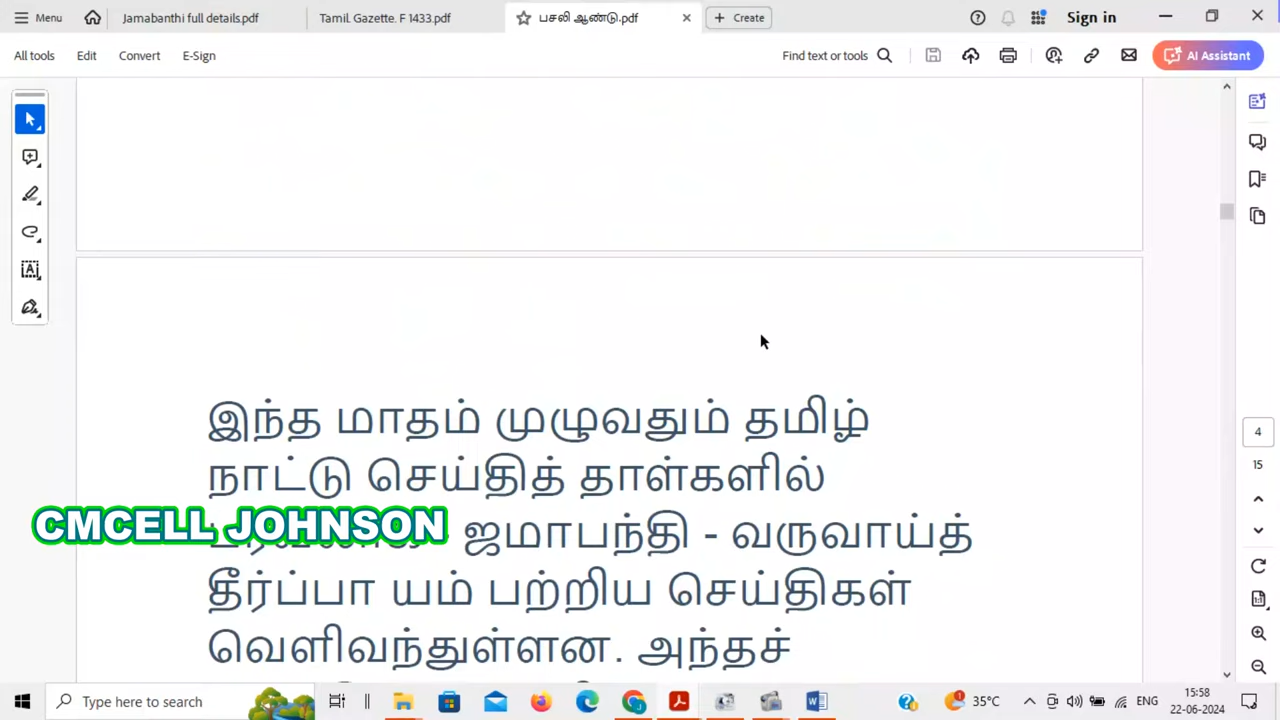 Menu Jamabanthi full details.pdf Tamil. Gazette. F 1433.pdf பசலி ஆண்டு.pdf Create Sign in
All tools Edit Convert E-Sign Find text or tools AI Assistant
இந்த மாதம் முழுவதும் தமிழ்
நாட்டு செய்தித் தாள்களில்
CMCELL JOHNSON
ஜமாபந்தி - வருவாய்த்
தீர்ப்பா யம் பற்றிய செய்திகள்
வெளிவந்துள்ளன. அந்தச்
4
15
Type here to search 1 35°C ENG 15:58
22-06-2024